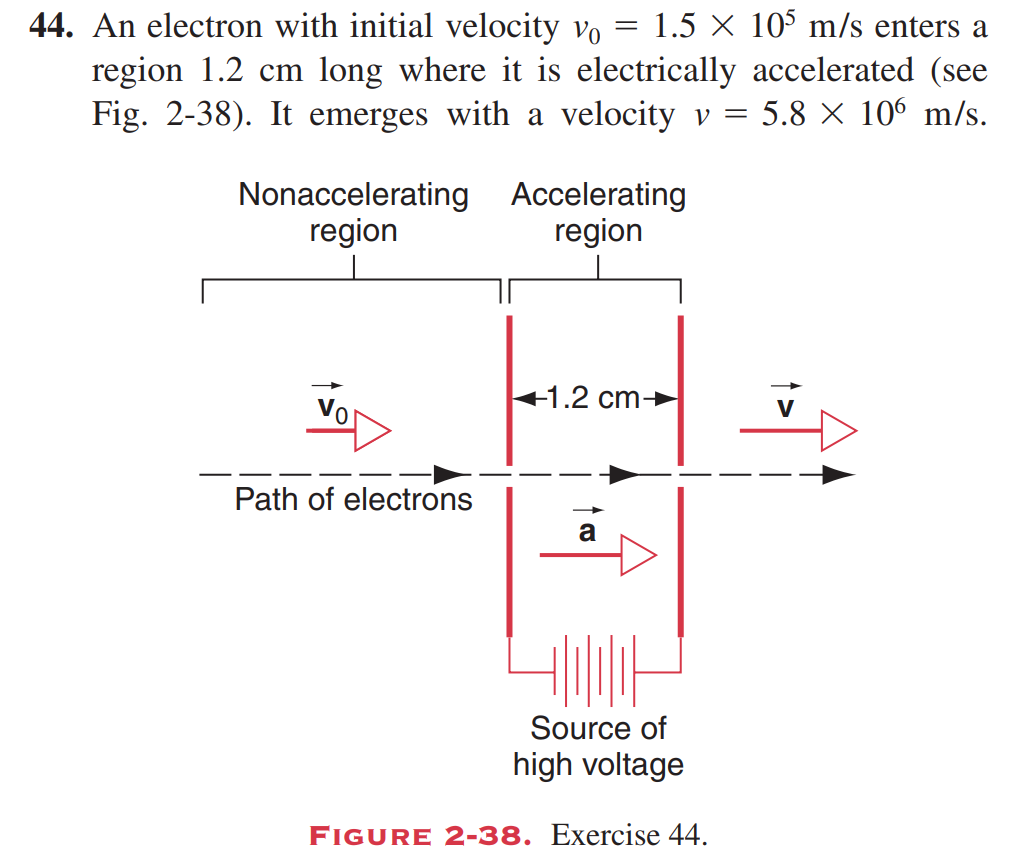 44. An electron with initial velocity v₀ = 1.5 × 10⁵ m/s enters a
region 1.2 cm long where it is electrically accelerated (see
Fig. 2-38). It emerges with a velocity v = 5.8 × 10⁶ m/s.
Nonaccelerating region
Accelerating region
v₀
1.2 cm
v
Path of electrons
a
Source of
high voltage
FIGURE 2-38. Exercise 44.